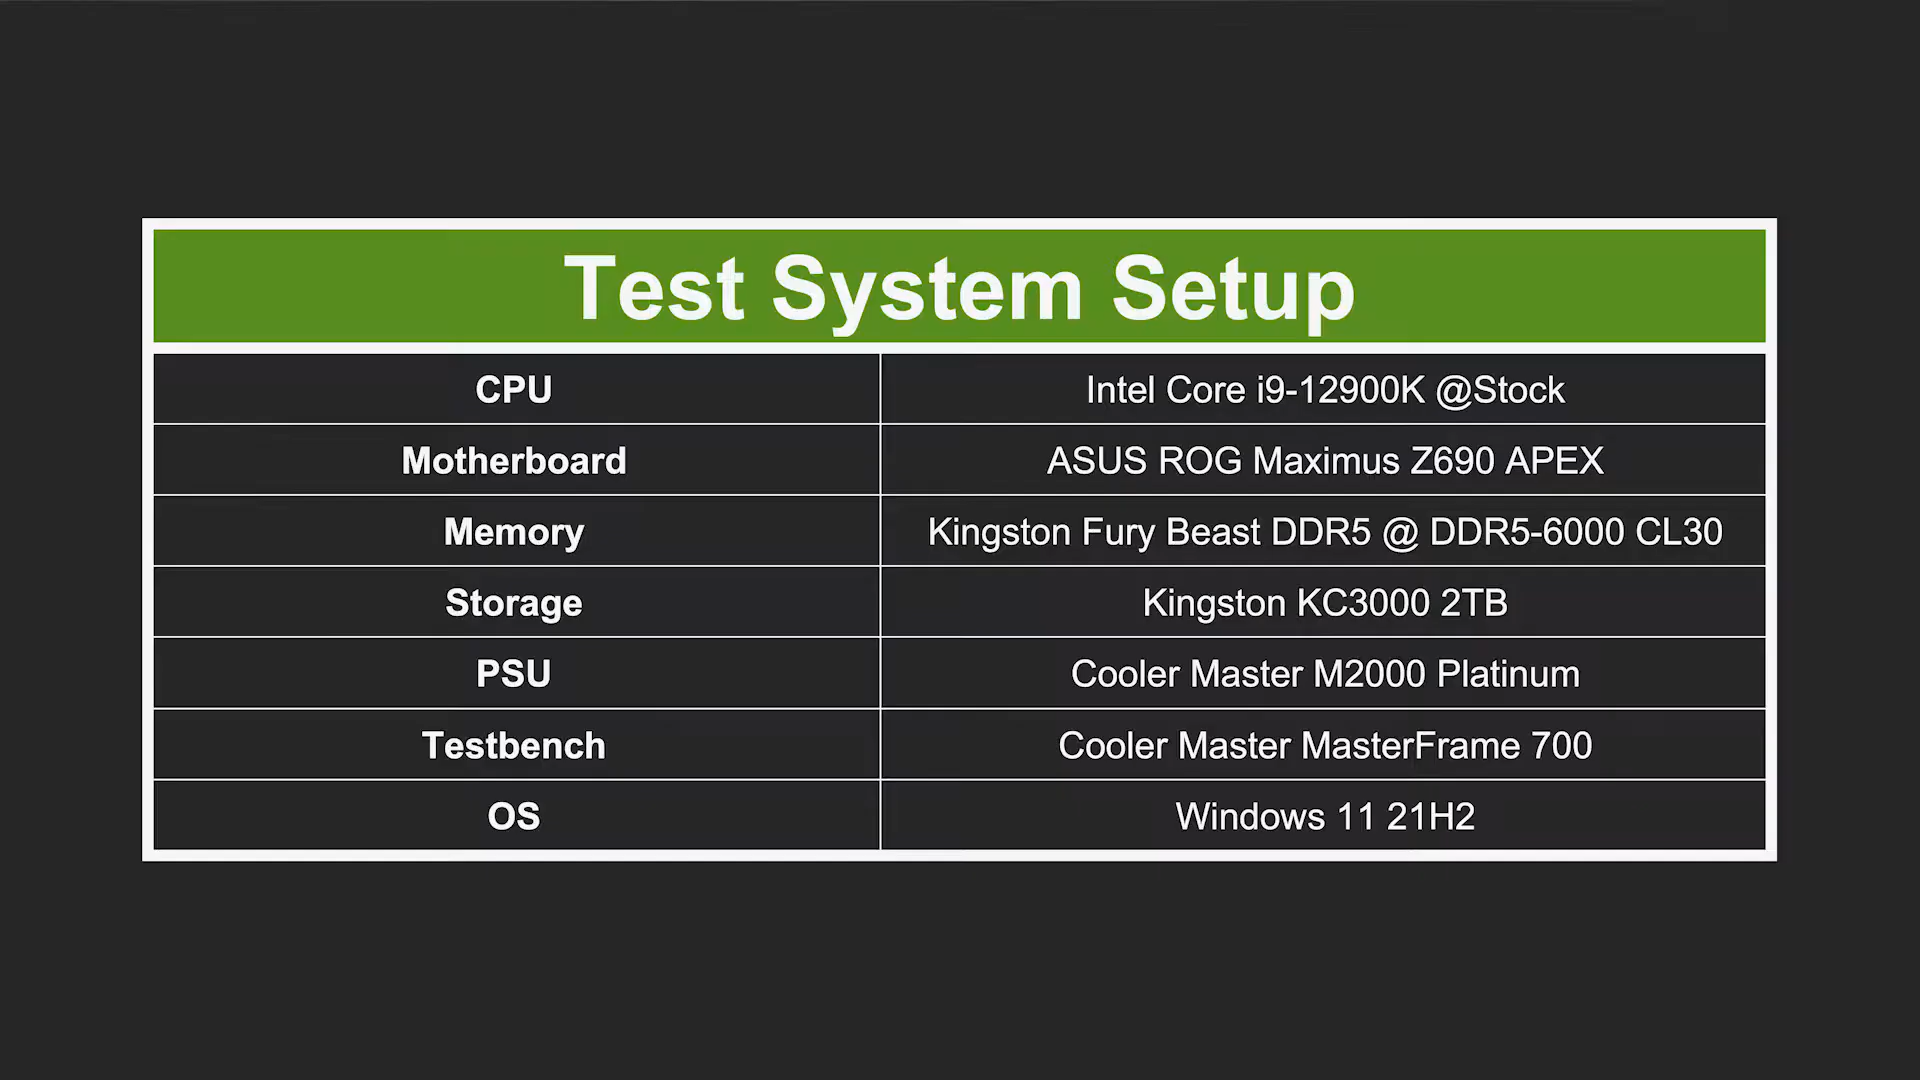 Test System Setup
CPU Intel Core i9-12900K @Stock
Motherboard ASUS ROG Maximus Z690 APEX
Memory Kingston Fury Beast DDR5 @ DDR5-6000 CL30
Storage Kingston KC3000 2TB
PSU Cooler Master M2000 Platinum
Testbench Cooler Master MasterFrame 700
OS Windows 11 21H2